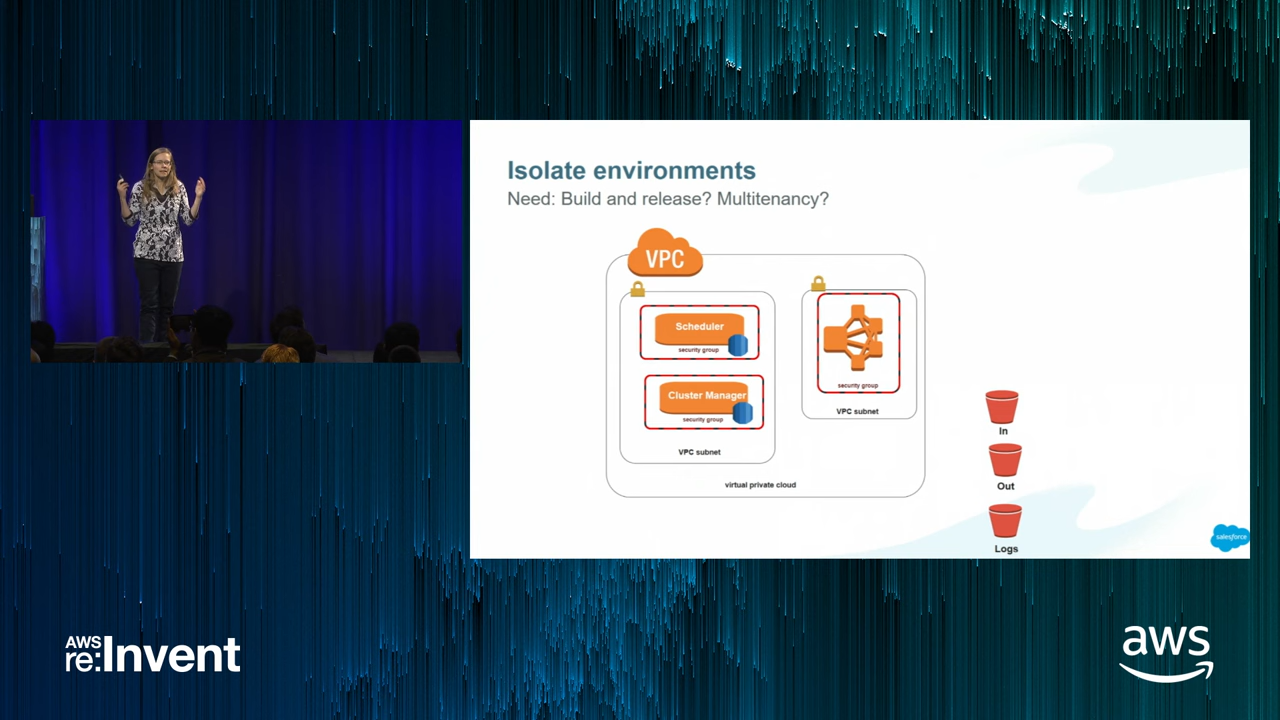 Isolate environments
Need: Build and release? Multitenancy?
VPC
Scheduler
security group
Cluster Manager
security group
VPC subnet
security group
VPC subnet
virtual private cloud
In
Out
Logs
salesforce
AWS
re:Invent
aws